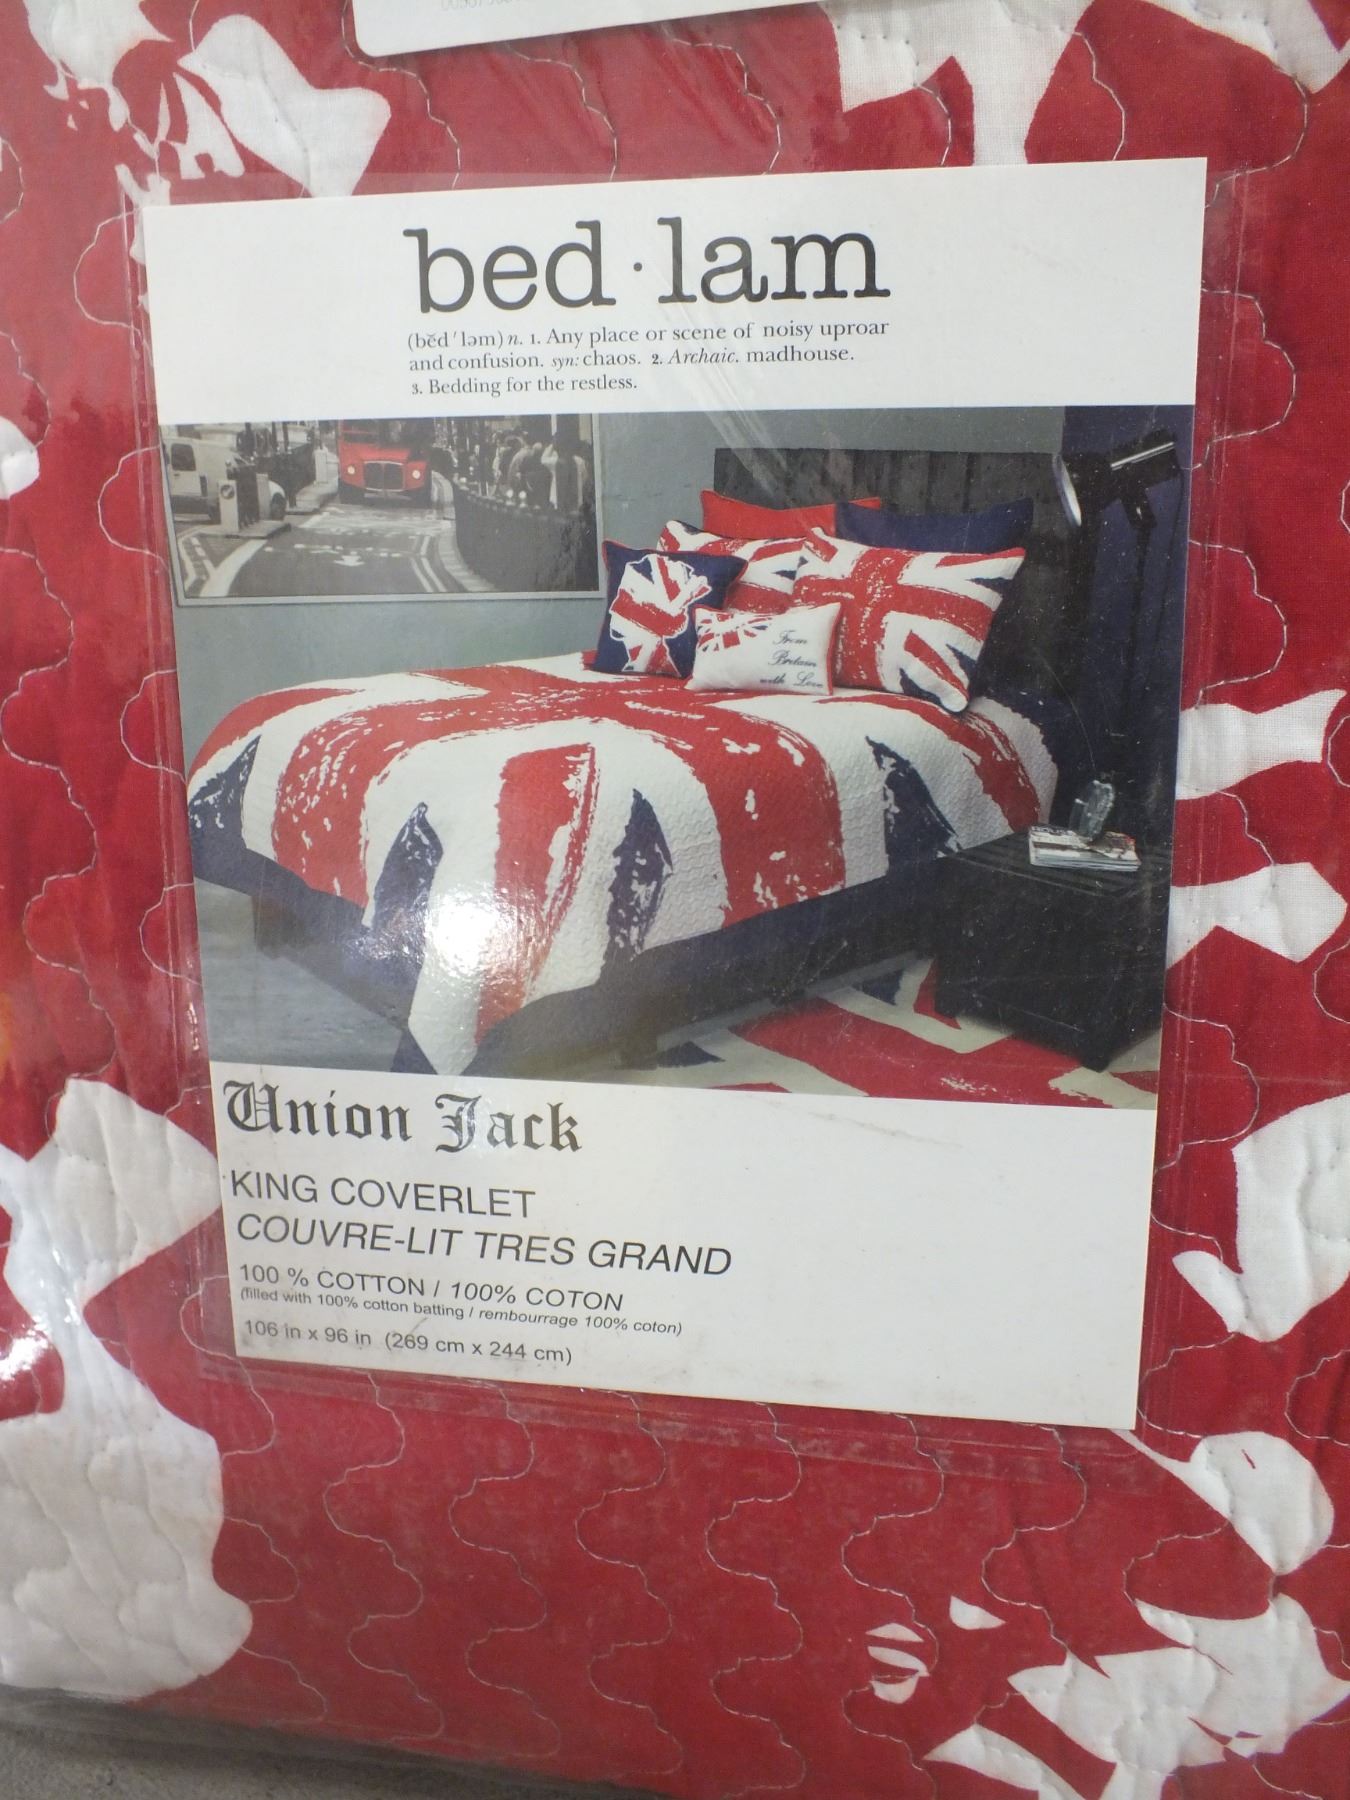 bed·lam
(bĕd′ləm) n. 1. Any place or scene of noisy uproar
and confusion. syn: chaos. 2. Archaic. madhouse.
3. Bedding for the restless.
From
Britain
with Love
Union Jack
KING COVERLET
COUVRE-LIT TRES GRAND
100 % COTTON / 100% COTON
(filled with 100% cotton batting / rembourrage 100% coton)
106 in x 96 in (269 cm x 244 cm)